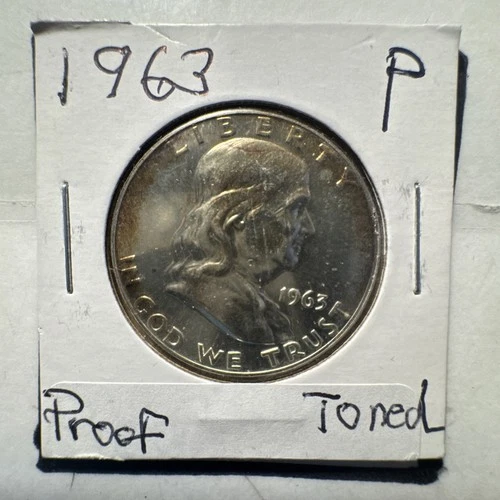 1963 P
LIBERTY
1963
IN GOD WE TRUST
Proof Toned